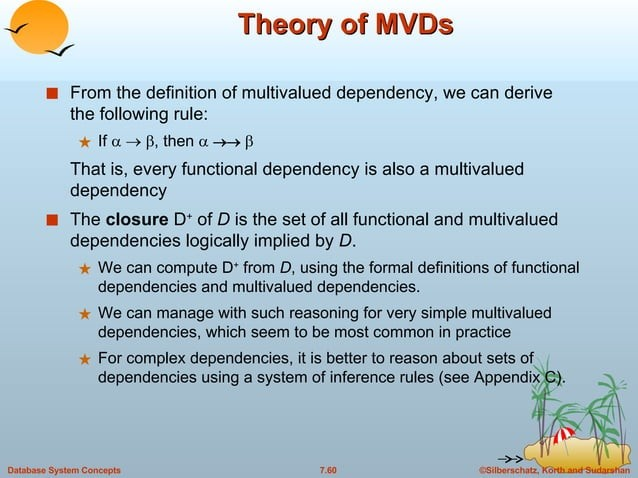 Theory of MVDs
■ From the definition of multivalued dependency, we can derive
the following rule:
★ If α → β, then α →→ β
That is, every functional dependency is also a multivalued
dependency
■ The closure D⁺ of D is the set of all functional and multivalued
dependencies logically implied by D.
★ We can compute D⁺ from D, using the formal definitions of functional
dependencies and multivalued dependencies.
★ We can manage with such reasoning for very simple multivalued
dependencies, which seem to be most common in practice
★ For complex dependencies, it is better to reason about sets of
dependencies using a system of inference rules (see Appendix C).
→→
Database System Concepts 7.60 ©Silberschatz, Korth and Sudarshan